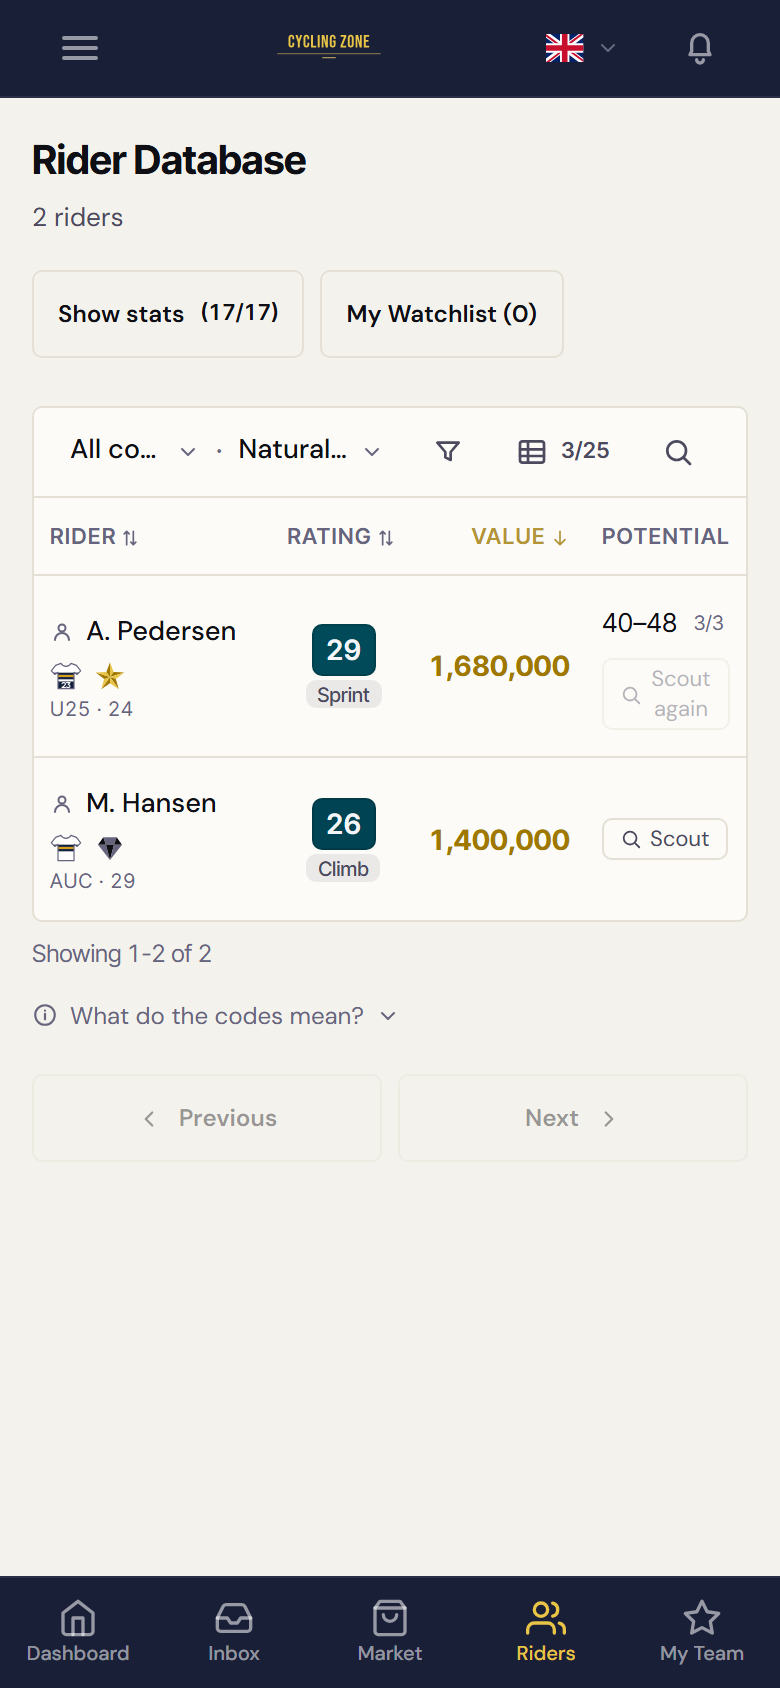 CYCLING ZONE
Rider Database
2 riders
Show stats (17/17)
My Watchlist (0)
All co... · Natural... 3/25
RIDER RATING VALUE POTENTIAL
A. Pedersen
23
U25 · 24
29
Sprint
1,680,000
40–48 3/3
Scout
again
M. Hansen
AUC · 29
26
Climb
1,400,000
Scout
Showing 1-2 of 2
What do the codes mean?
Previous
Next
Dashboard Inbox Market Riders My Team